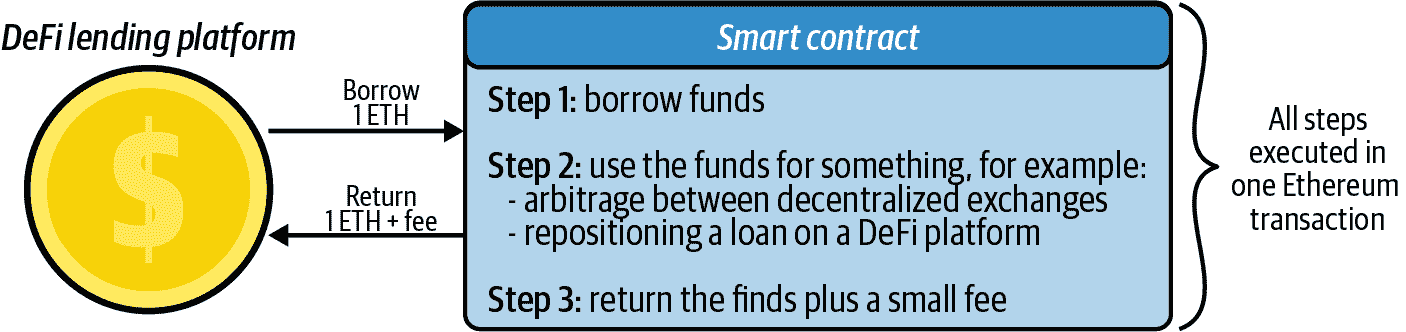 DeFi lending platform
$
Borrow
1 ETH
Return
1 ETH + fee
Smart contract
Step 1: borrow funds
Step 2: use the funds for something, for example:
- arbitrage between decentralized exchanges
- repositioning a loan on a DeFi platform
Step 3: return the finds plus a small fee
All steps
executed in
one Ethereum
transaction